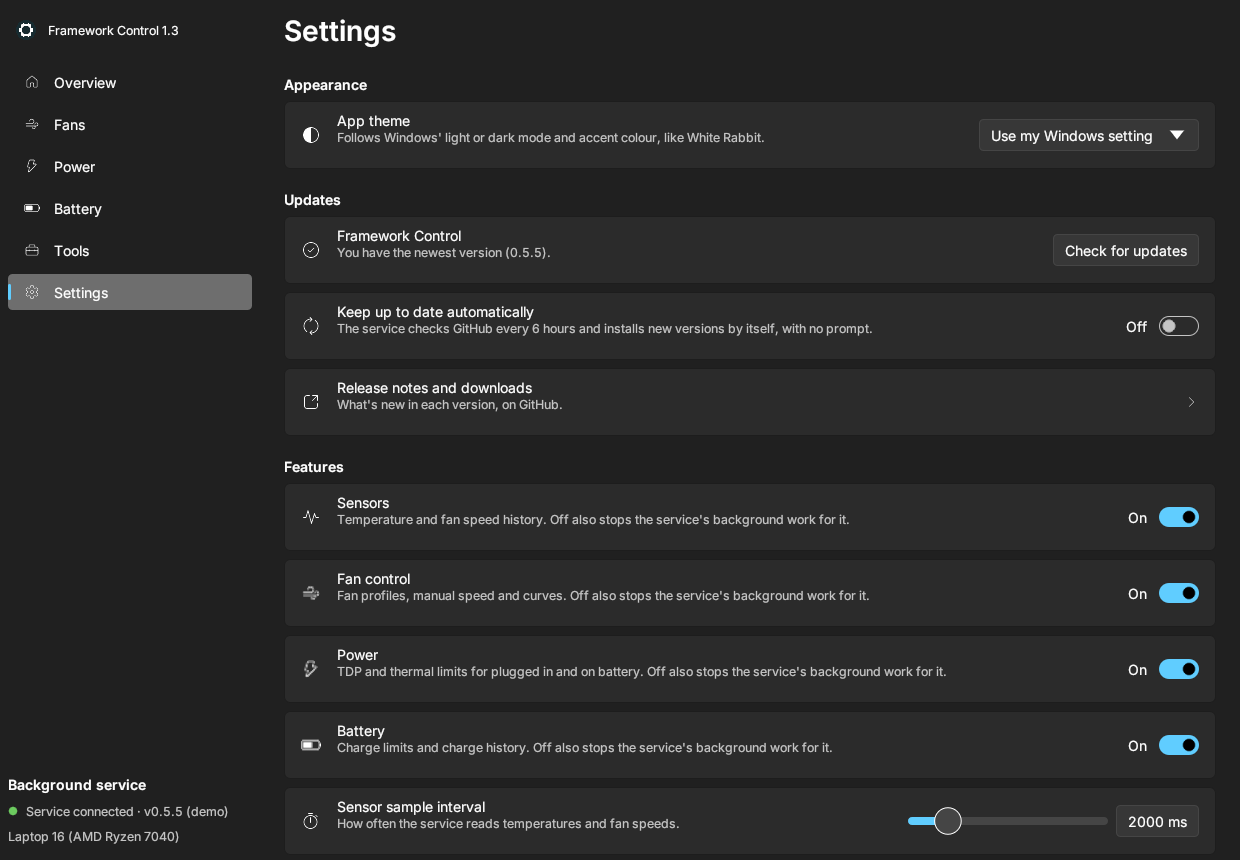 Framework Control 1.3
Overview
Fans
Power
Battery
Tools
Settings
Background service
Service connected · v0.5.5 (demo)
Laptop 16 (AMD Ryzen 7040)
Settings
Appearance
App theme
Follows Windows' light or dark mode and accent colour, like White Rabbit.
Use my Windows setting
Updates
Framework Control
You have the newest version (0.5.5).
Check for updates
Keep up to date automatically
The service checks GitHub every 6 hours and installs new versions by itself, with no prompt.
Off
Release notes and downloads
What's new in each version, on GitHub.
Features
Sensors
Temperature and fan speed history. Off also stops the service's background work for it.
On
Fan control
Fan profiles, manual speed and curves. Off also stops the service's background work for it.
On
Power
TDP and thermal limits for plugged in and on battery. Off also stops the service's background work for it.
On
Battery
Charge limits and charge history. Off also stops the service's background work for it.
On
Sensor sample interval
How often the service reads temperatures and fan speeds.
2000 ms